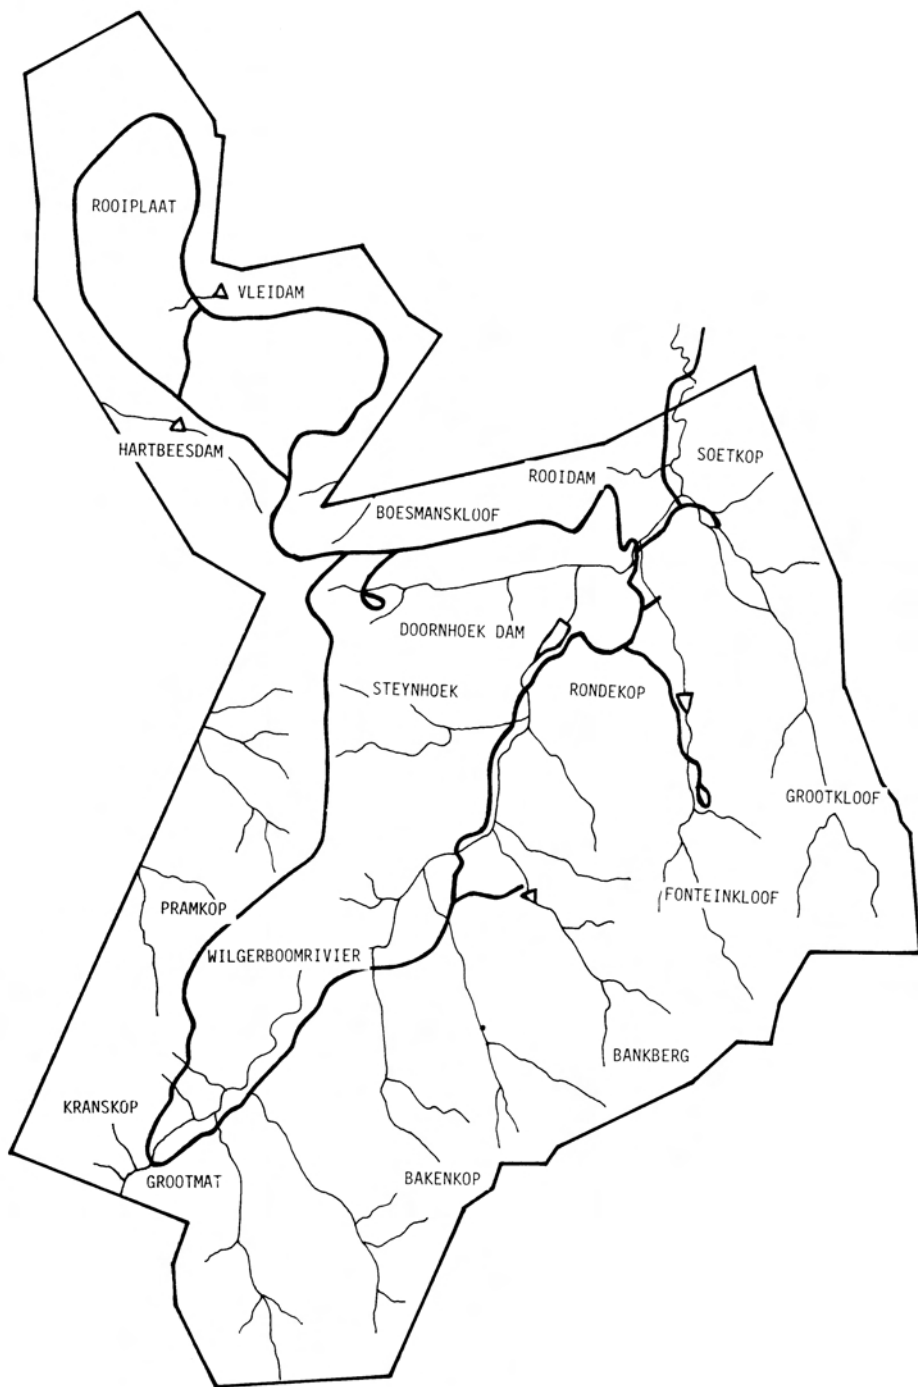 ROOIPLAAT
VLEIDAM
HARTBEESDAM
SOETKOP
ROOIDAM
BOESMANSKLOOF
DOORNHOEK DAM
STEYNHOEK
RONDEKOP
GROOTKLOOF
FONTEINKLOOF
PRAMKOP
WILGERBOOMRIVIER
BANKBERG
KRANSKOP
GROOTMAT
BAKENKOP